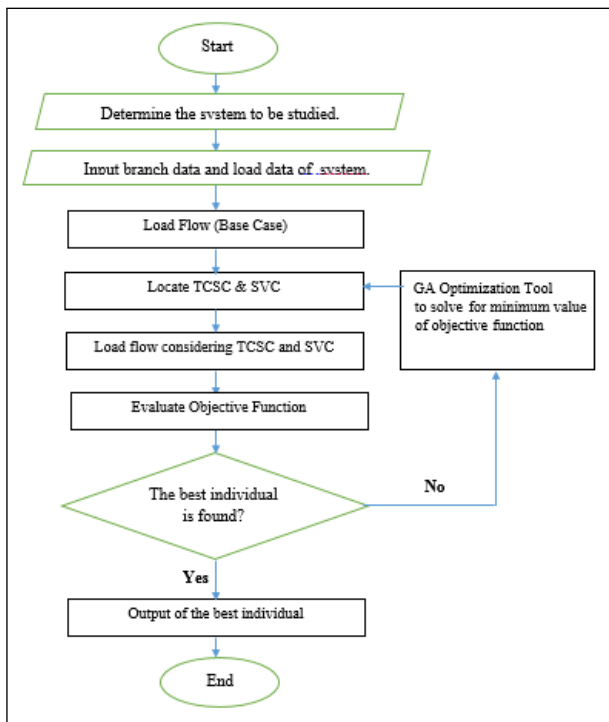 Start
Determine the system to be studied.
Input branch data and load data of .system.
Load Flow (Base Case)
Locate TCSC & SVC
GA Optimization Tool
to solve for minimum value
of objective function
Load flow considering TCSC and SVC
Evaluate Objective Function
The best individual
is found?
No
Yes
Output of the best individual
End